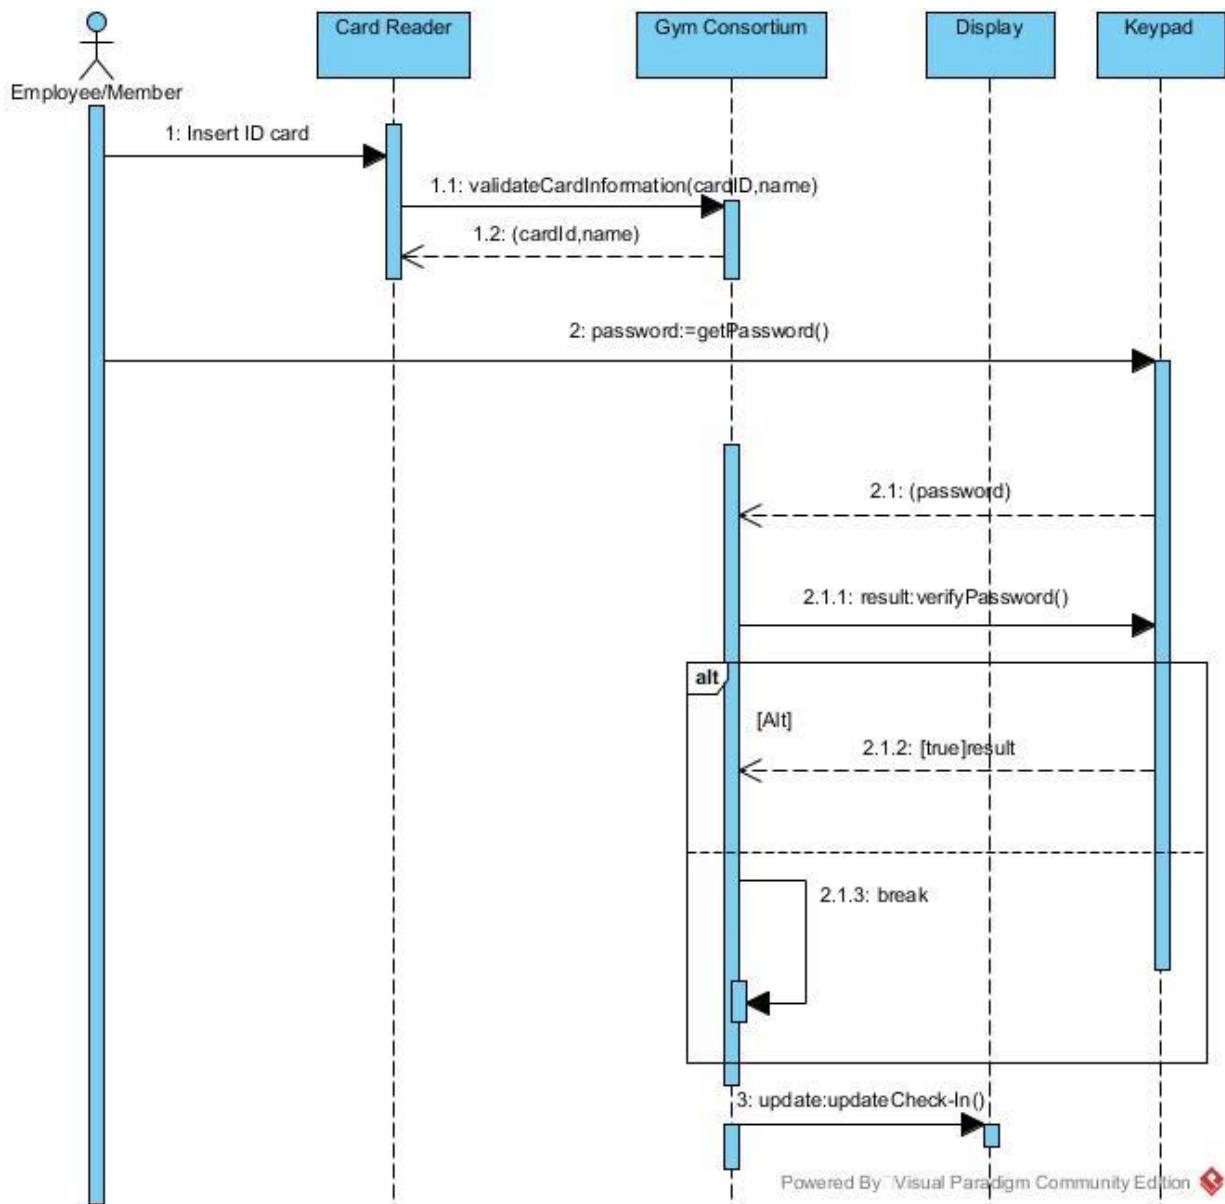 Card Reader
Gym Consortium
Display
Keypad
Employee/Member
1: Insert ID card
1.1: validateCardInformation(cardID,name)
1.2: (cardId,name)
2: password:=getPassword()
2.1: (password)
2.1.1: result:verifyPassword()
alt
[Alt]
2.1.2: [true]result
2.1.3: break
3: update:updateCheck-In()
Powered By Visual Paradigm Community Edition